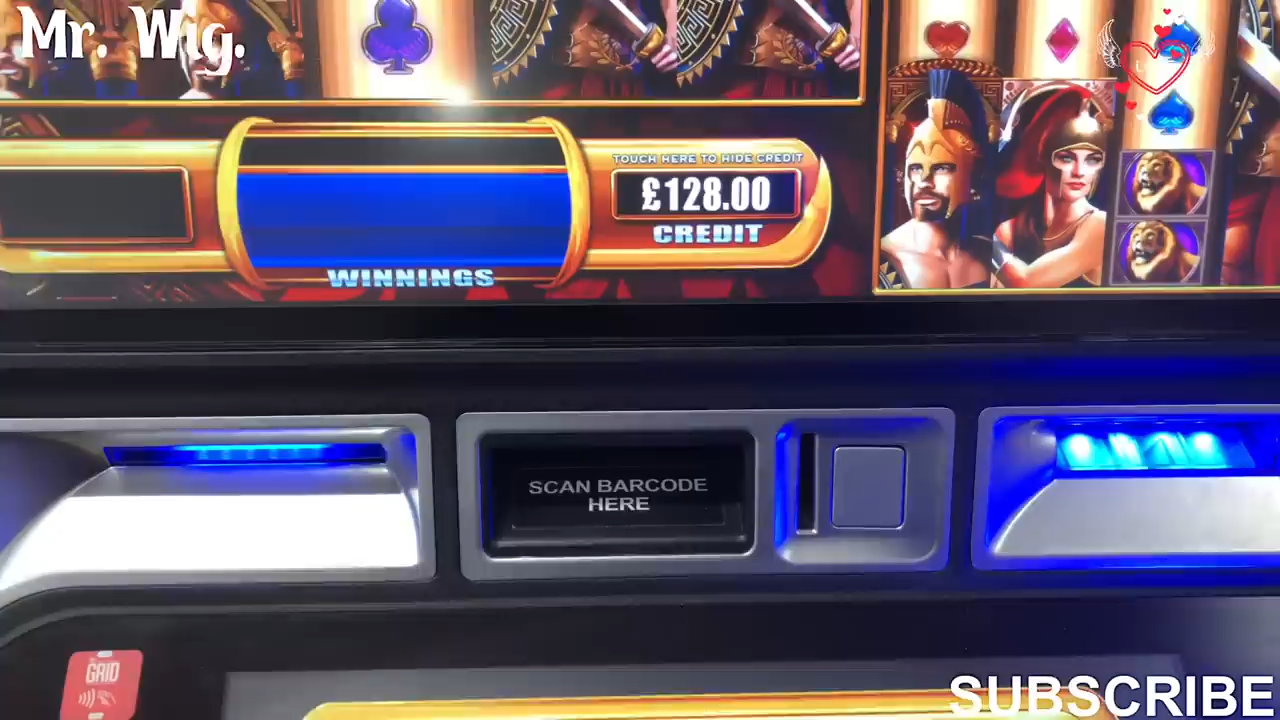 Mr. Wig.
TOUCH HERE TO HIDE CREDIT
£128.00
CREDIT
WINNINGS
SCAN BARCODE
HERE
GRID
SUBSCRIBE